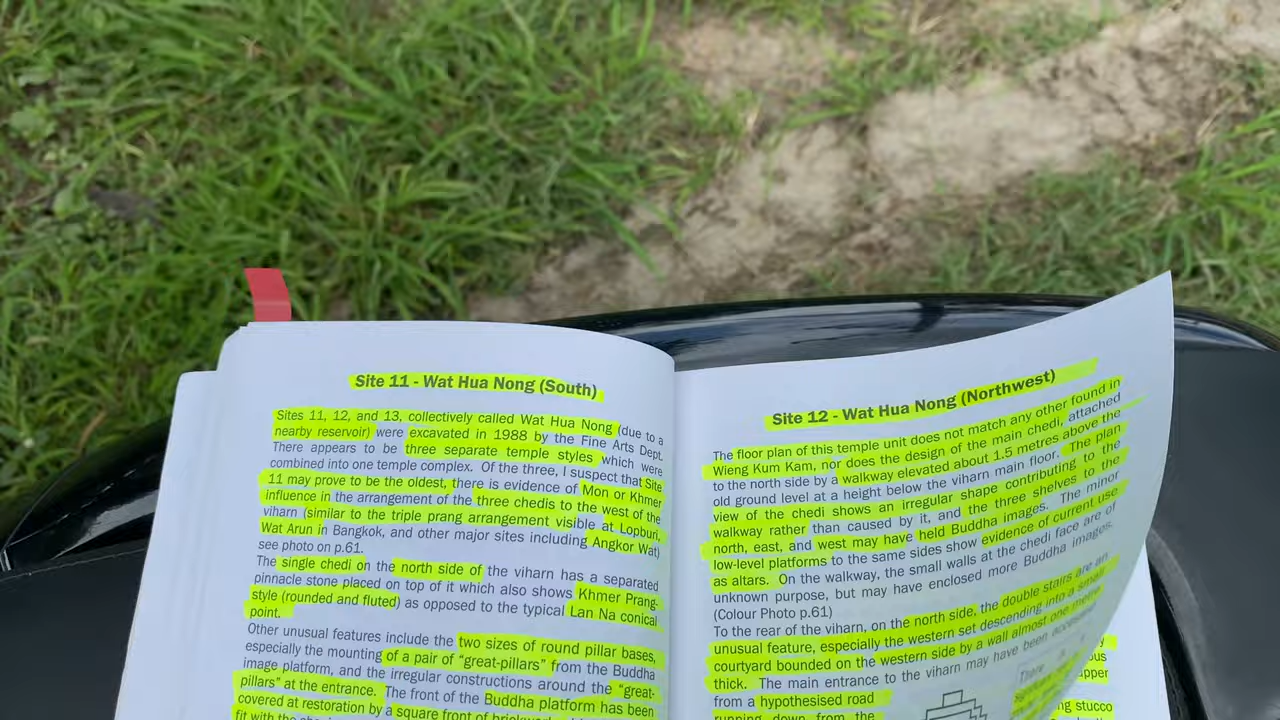 Site 11 - Wat Hua Nong (South)
Sites 11, 12, and 13, collectively called Wat Hua Nong (due to a
nearby reservoir) were excavated in 1988 by the Fine Arts Dept.
There appears to be three separate temple styles which were
combined into one temple complex. Of the three, I suspect that Site
11 may prove to be the oldest, there is evidence of Mon or Khmer
influence in the arrangement of the three chedis to the west of the
viharn (similar to the triple prang arrangement visible at Lopburi,
Wat Arun in Bangkok, and other major sites including Angkor Wat)
see photo on p.61.
The single chedi on the north side of the viharn has a separated
pinnacle stone placed on top of it which also shows Khmer Prang-
style (rounded and fluted) as opposed to the typical Lan Na conical
point.
Other unusual features include the two sizes of round pillar bases,
especially the mounting of a pair of "great-pillars" from the Buddha
image platform, and the irregular constructions around the "great-
pillars" at the entrance. The front of the Buddha platform has been
covered at restoration by a square front of brickwork
fit with the
Site 12 - Wat Hua Nong (Northwest)
The floor plan of this temple unit does not match any other found in
Wieng Kum Kam, nor does the design of the main chedi, attached
to the north side by a walkway elevated about 1.5 metres above the
old ground level at a height below the viharn main floor. The plan
view of the chedi shows an irregular shape contributing to the
walkway rather than caused by it, and the three shelves to the
north, east, and west may have held Buddha images. The minor
low-level platforms to the same sides show evidence of current use
as altars. On the walkway, the small walls at the chedi face are of
unknown purpose, but may have enclosed more Buddha images.
(Colour Photo p.61)
To the rear of the viharn, on the north side, the double stairs are an
unusual feature, especially the western set descending into a small
courtyard bounded on the western side by a wall almost one metre
thick. The main entrance to the viharn may have been
from a hypothesised road
running down from the
There
stucco